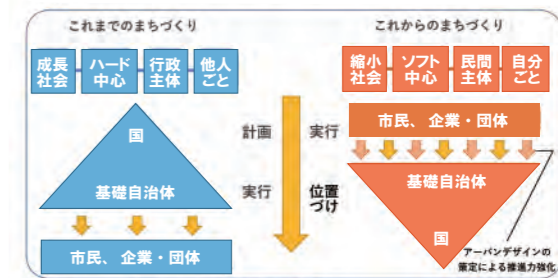 これまでのまちづくり
成長
社会
ハード
中心
行政
主体
他人
ごと
国
基礎自治体
市民、企業・団体
計画
実行
実行
位置
づけ
これからのまちづくり
縮小
社会
ソフト
中心
民間
主体
自分
ごと
市民、企業・団体
基礎自治体
国
アーバンデザインの
策定による推進力強化